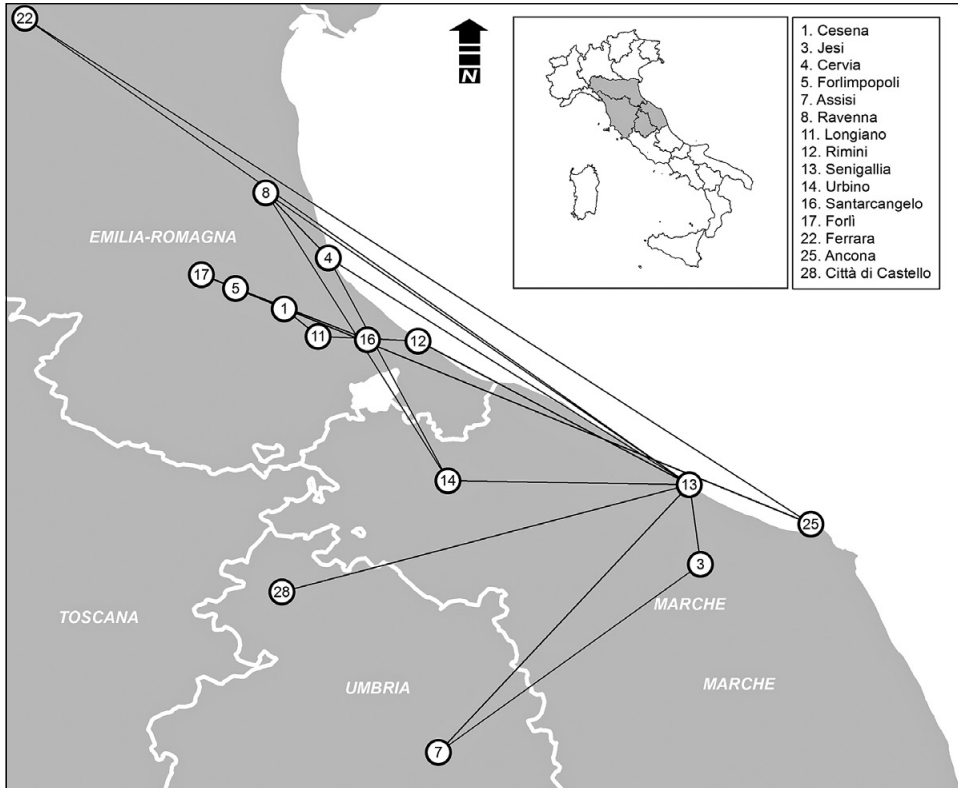 22
N
1. Cesena
3. Jesi
4. Cervia
5. Forlimpopoli
7. Assisi
8. Ravenna
11. Longiano
12. Rimini
13. Senigallia
14. Urbino
16. Santarcangelo
17. Forlì
22. Ferrara
25. Ancona
28. Città di Castello
8
EMILIA-ROMAGNA
4
17
5
1
11
16
12
14
13
25
3
28
MARCHE
TOSCANA
UMBRIA
MARCHE
7